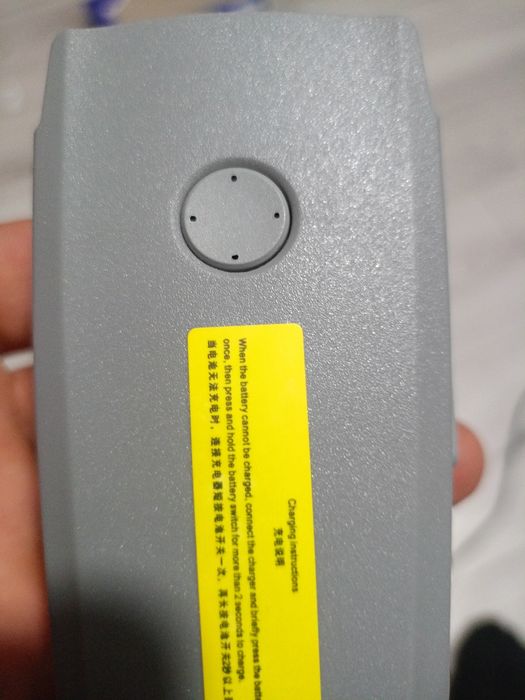 Charging instructions
充电说明
When the battery cannot be charged, connect the charger and briefly press the
once, then press and hold the battery switch for more than 2 seconds to charge.
当电池无法充电时，连接充电器短按电池开关一次，再长按电池开关2秒以上